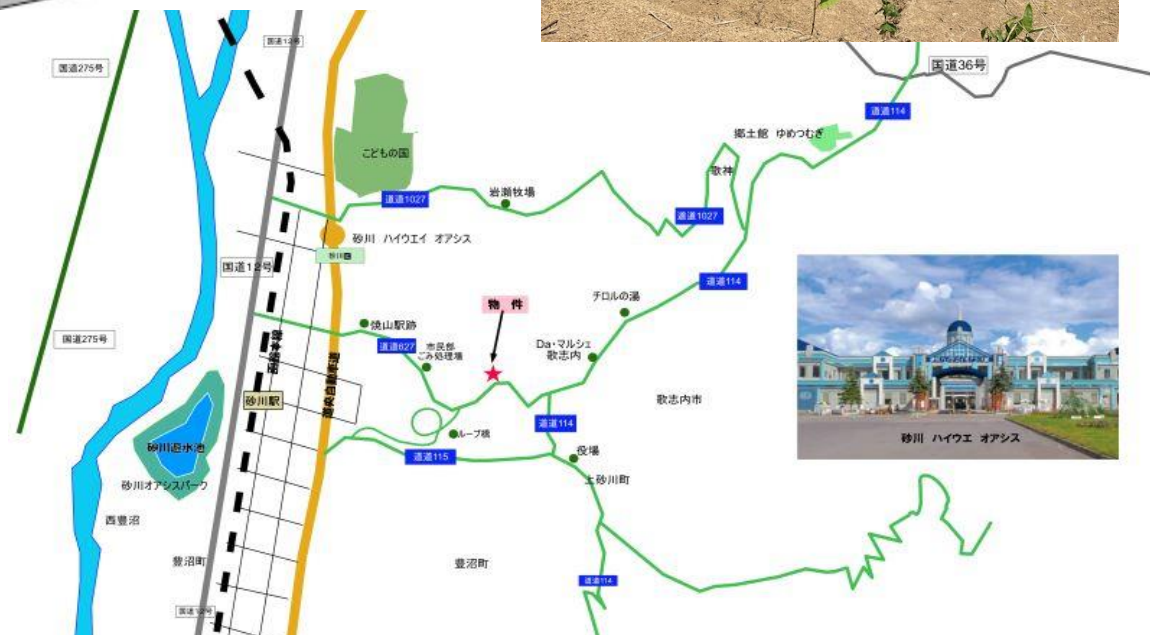 国道12号
国道275号
国道36号
道道114
郷土館 ゆめつむぎ
こどもの国
歌神
岩瀬牧場
道道1027
道道1027
砂川 ハイウエイ オアシス
国道12号
道道114
物 件
チロルの湯
焼山駅跡
国道275号
道道627
市民部
ごみ処理場
Da・マルシェ
歌志内
砂川駅
歌志内市
道道114
ループ橋
砂川 ハイウエ オアシス
砂川遊水池
道道115
役場
砂川オアシスパーク
上砂川町
西豊沼
豊沼町
豊沼町
道道114
国道12号